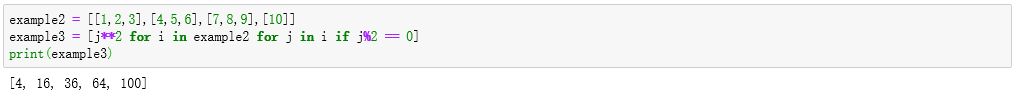 example2 = [[1,2,3],[4,5,6],[7,8,9],[10]]
example3 = [j**2 for i in example2 for j in i if j%2 == 0]
print(example3)
[4, 16, 36, 64, 100]